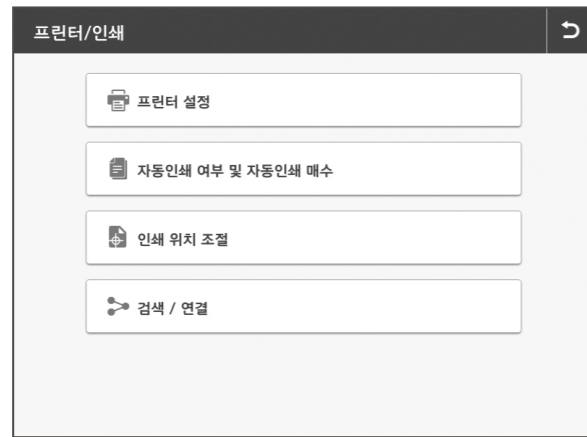 프린터/인쇄
프린터 설정
자동인쇄 여부 및 자동인쇄 매수
인쇄 위치 조절
검색 / 연결